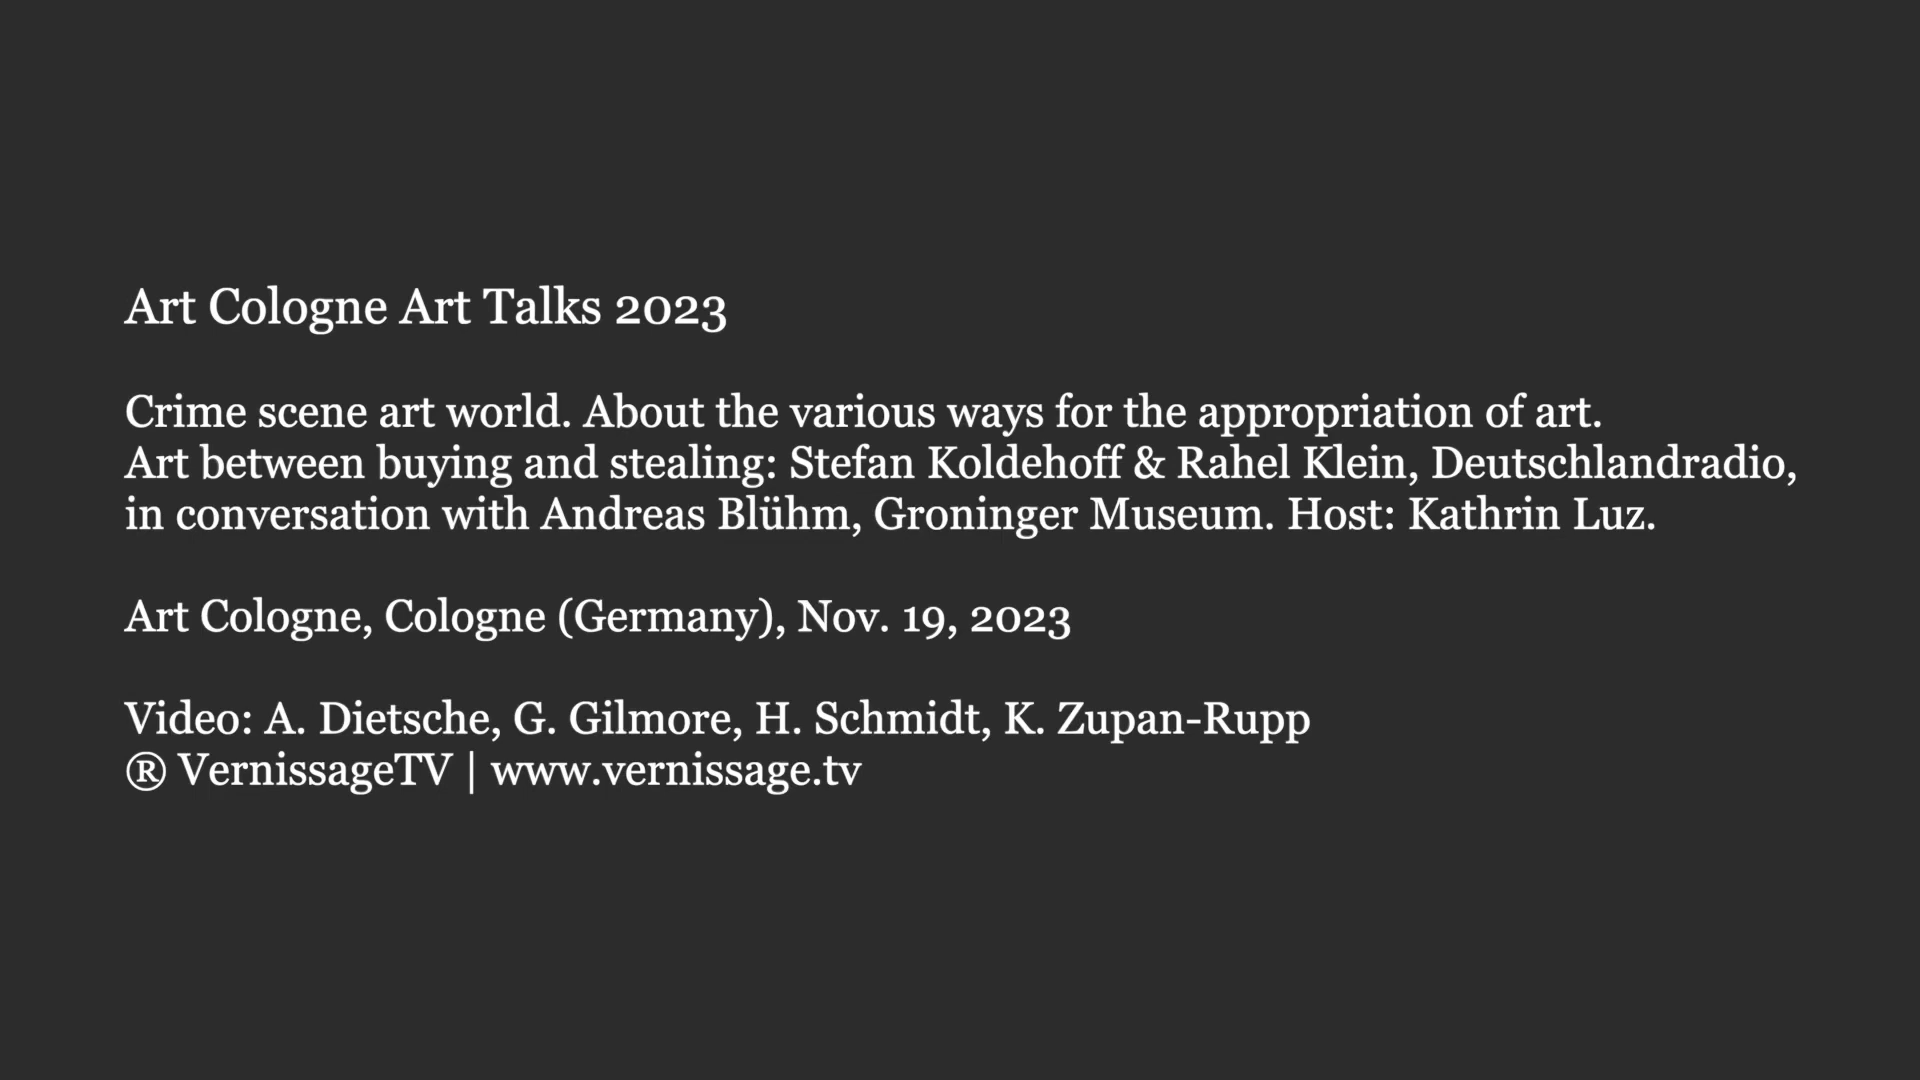 Art Cologne Art Talks 2023
Crime scene art world. About the various ways for the appropriation of art.
Art between buying and stealing: Stefan Koldehoff & Rahel Klein, Deutschlandradio,
in conversation with Andreas Blühm, Groninger Museum. Host: Kathrin Luz.
Art Cologne, Cologne (Germany), Nov. 19, 2023
Video: A. Dietsche, G. Gilmore, H. Schmidt, K. Zupan-Rupp
® VernissageTV | www.vernissage.tv